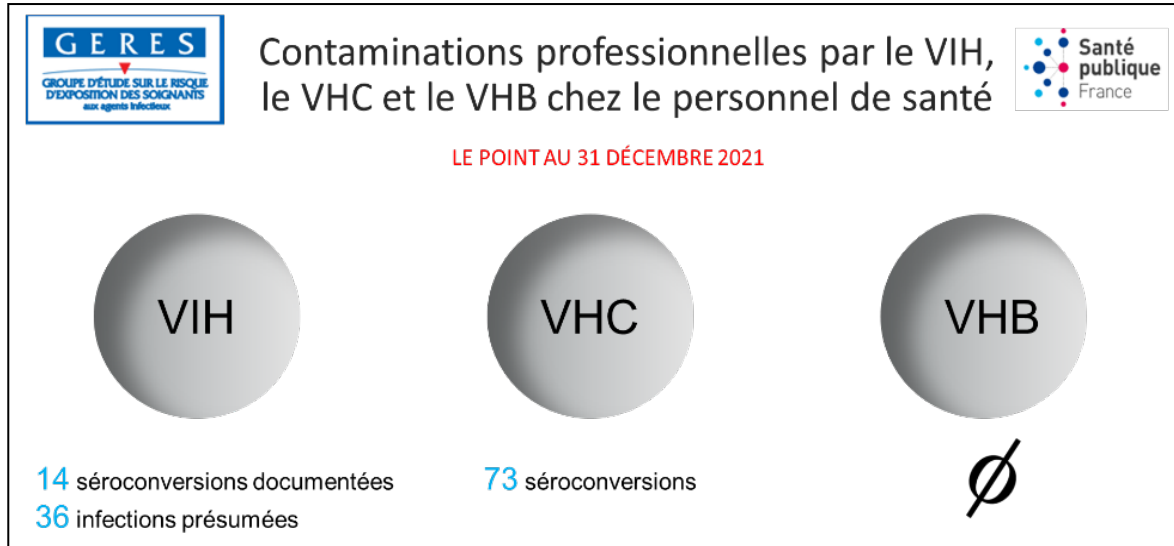 GERES
GROUPE D'ÉTUDE SUR LE RISQUE
D'EXPOSITION DES SOIGNANTS
aux agents infectieux
Contaminations professionnelles par le VIH,
le VHC et le VHB chez le personnel de santé
Santé
publique
France
LE POINT AU 31 DÉCEMBRE 2021
VIH
VHC
VHB
14 séroconversions documentées
36 infections présumées
73 séroconversions
Ø